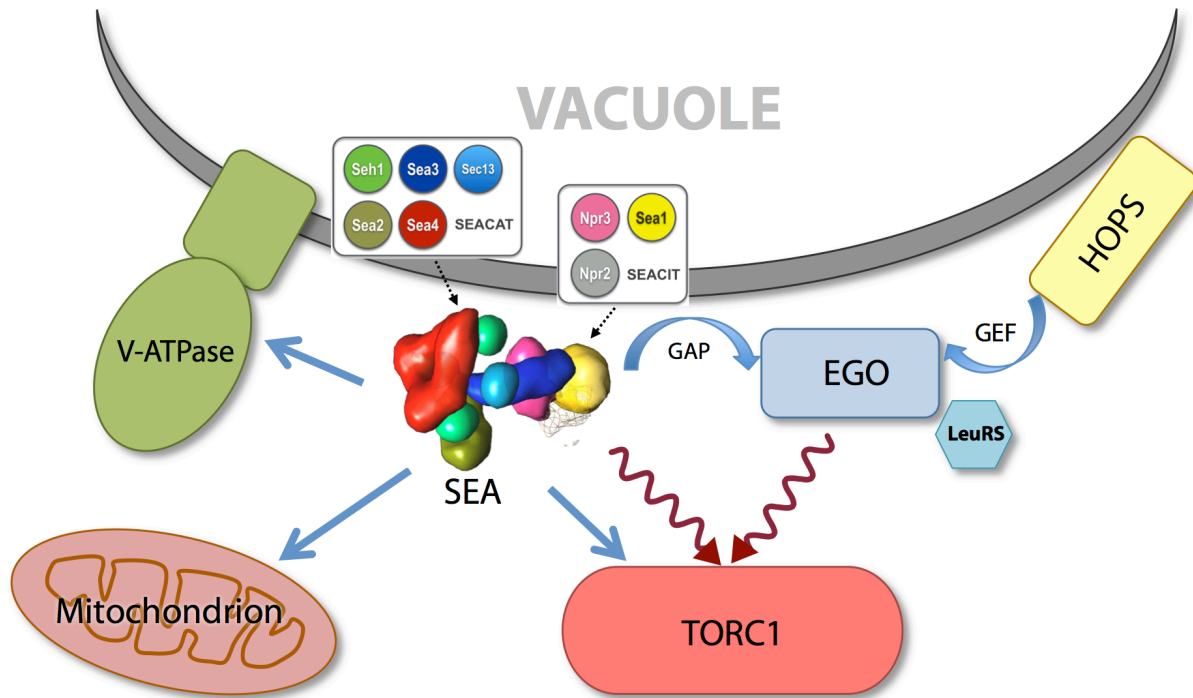 VACUOLE
Seh1 Sea3 Sec13
Sea2 Sea4 SEACAT
Npr3 Sea1
Npr2 SEACIT
HOPS
V-ATPase
GAP
EGO
GEF
LeuRS
SEA
Mitochondrion
TORC1